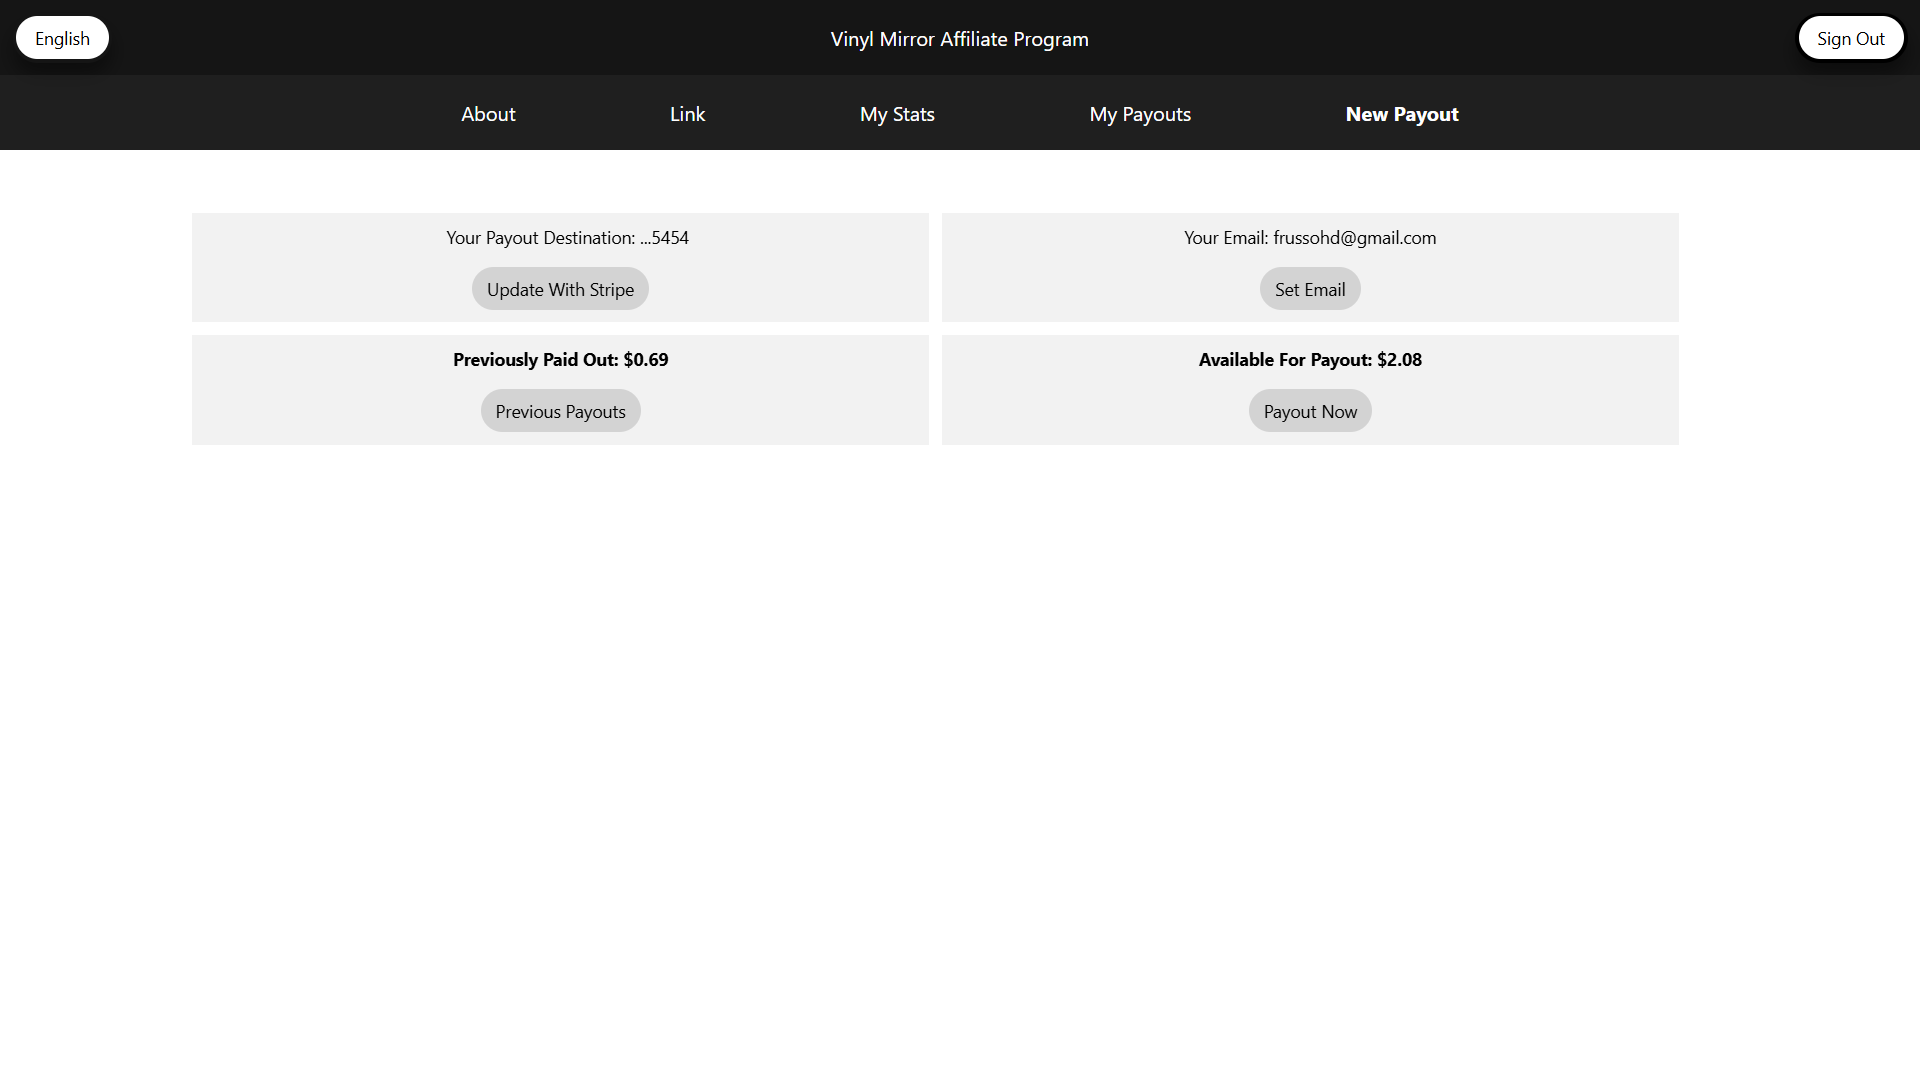 English
Vinyl Mirror Affiliate Program
Sign Out
About
Link
My Stats
My Payouts
New Payout
Your Payout Destination: ...5454
Update With Stripe
Your Email: frussohd@gmail.com
Set Email
Previously Paid Out: $0.69
Previous Payouts
Available For Payout: $2.08
Payout Now